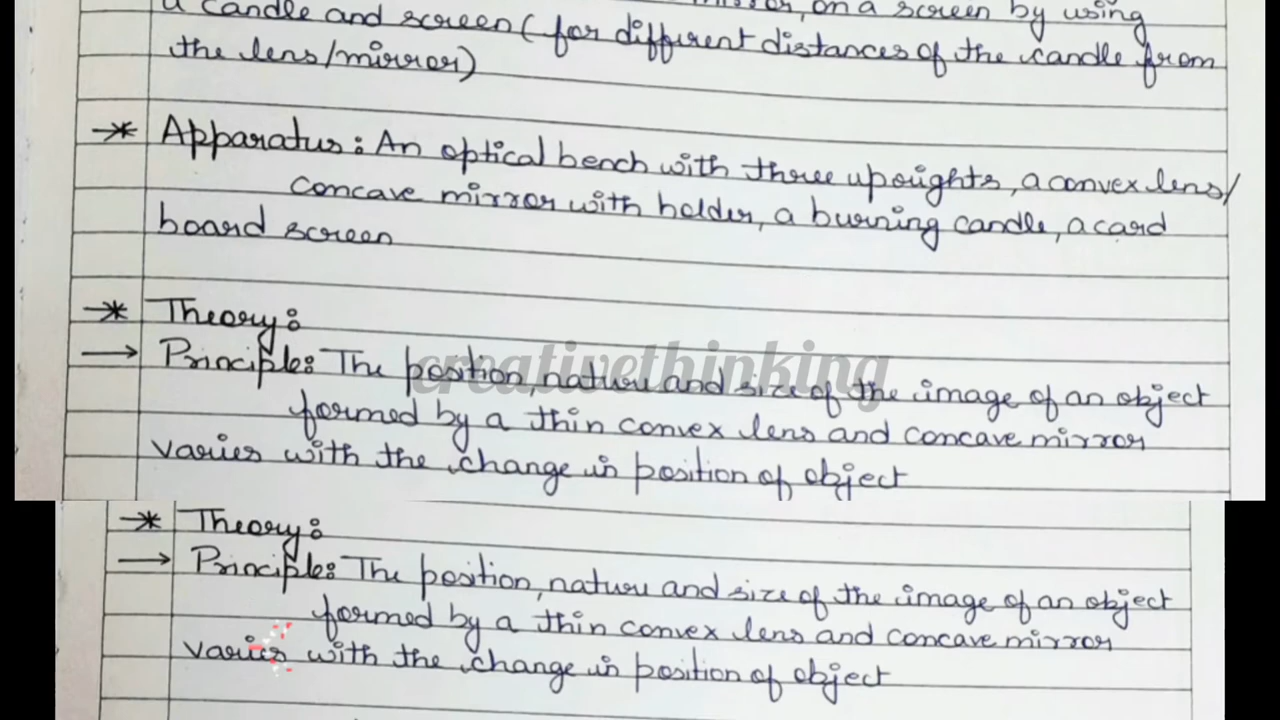 on a screen by using
a candle and screen( for different distances of the candle from
the lens/mirror)
Apparatus: An optical bench with three uprights, a convex lens/
concave mirror with holder, a burning candle, a card
board screen
Theory:
creativethinking
Principle: The position, nature and size of the image of an object
formed by a thin convex lens and concave mirror
varies with the change in position of object
Theory:
Principle: The position, nature and size of the image of an object
formed by a thin convex lens and concave mirror
varies with the change in position of object